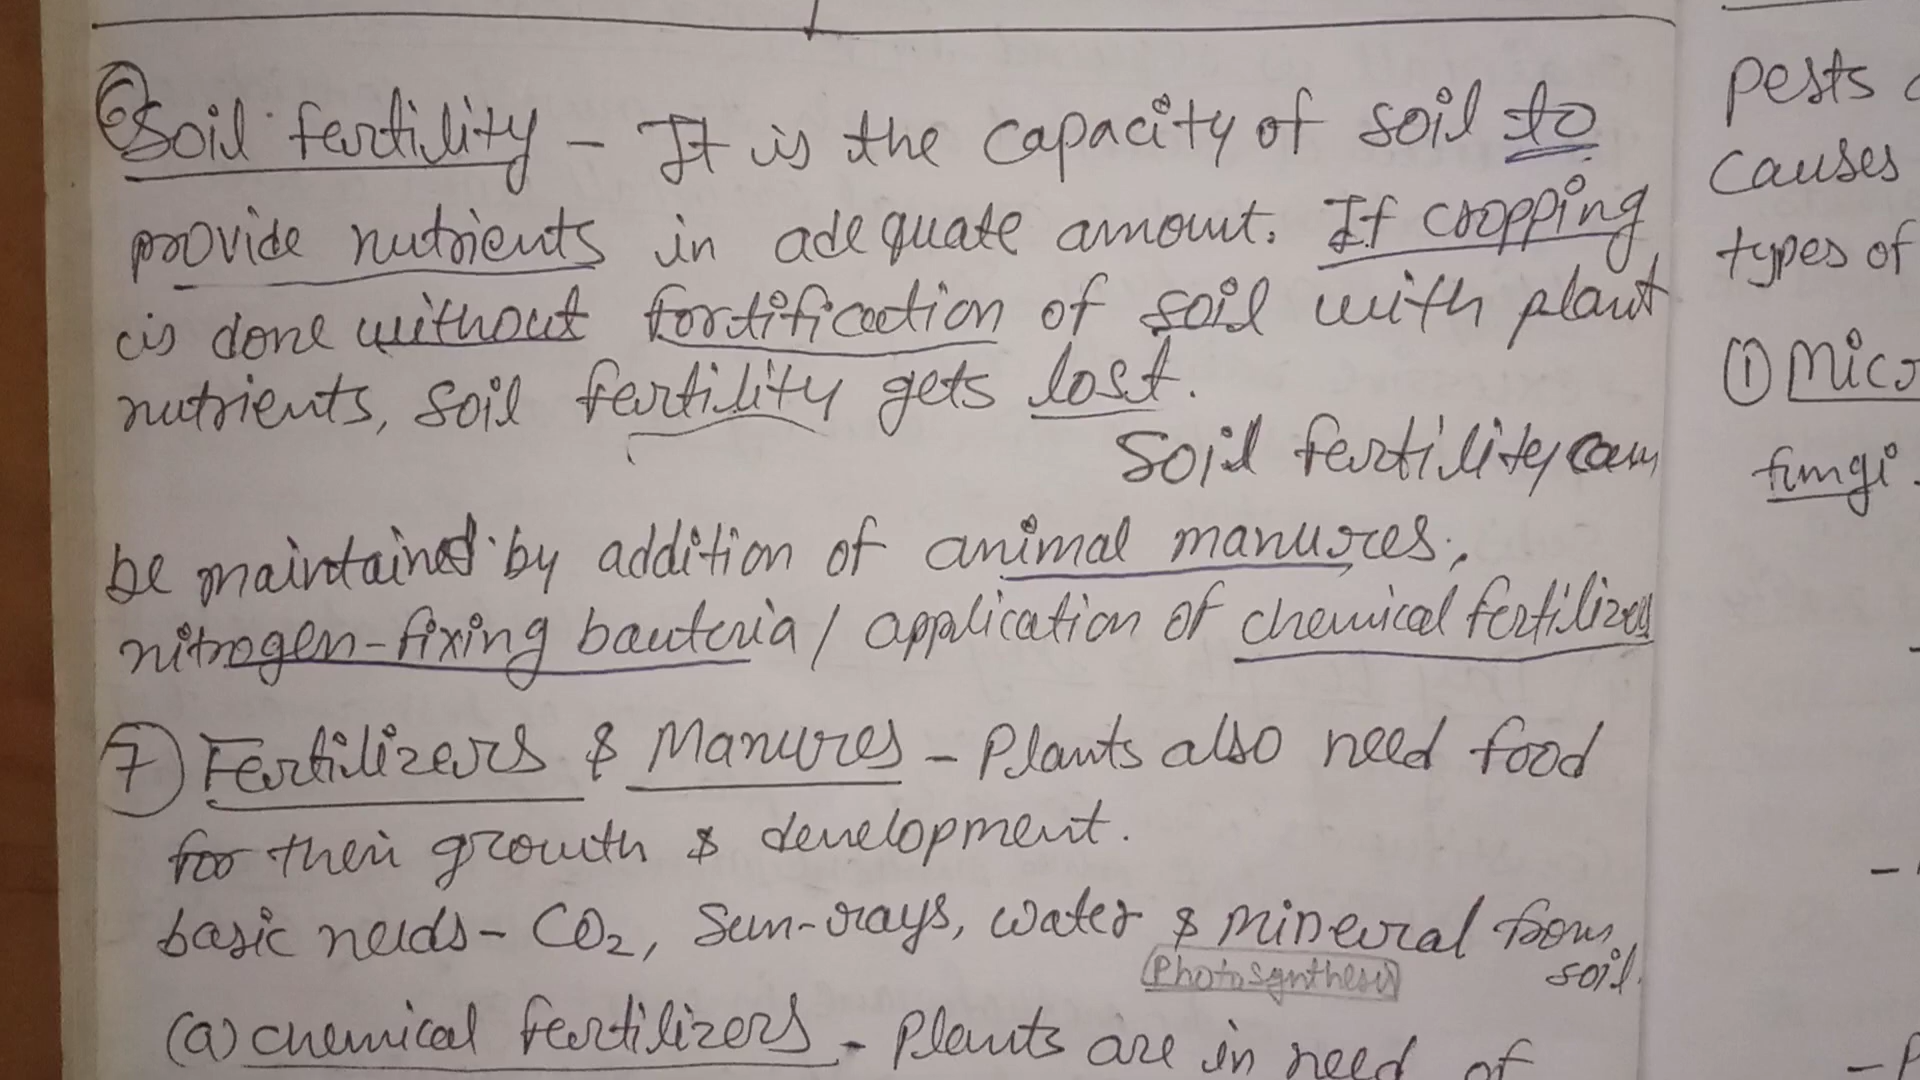 ⑥ Soil fertility - It is the capacity of soil to
provide nutrients in adequate amount. If cropping
is done without fortification of soil with plant
nutrients, soil fertility gets lost.
Soil fertility can
be maintained by addition of animal manures,
nitrogen-fixing bacteria / application of chemical fertilizers
⑦ Fertilizers & Manures - Plants also need food
for their growth & development.
basic needs - CO₂, Sun-rays, water & mineral from
soil.
Photosynthesis
(a) chemical fertilizers - Plants are in need of
pests
causes
types of
① Micr
fungi